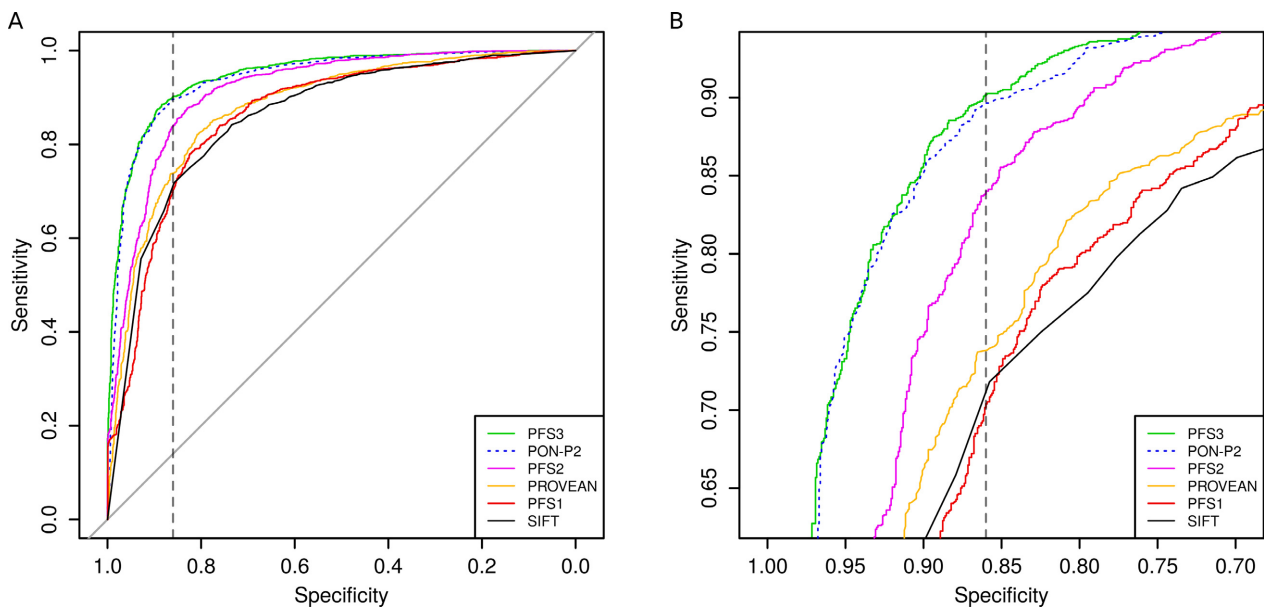 A
Sensitivity
1.0
0.8
0.6
0.4
0.2
0.0
PFS3
PON-P2
PFS2
PROVEAN
PFS1
SIFT
1.0 0.8 0.6 0.4 0.2 0.0
Specificity
B
Sensitivity
0.90
0.85
0.80
0.75
0.70
0.65
PFS3
PON-P2
PFS2
PROVEAN
PFS1
SIFT
1.00 0.95 0.90 0.85 0.80 0.75 0.70
Specificity